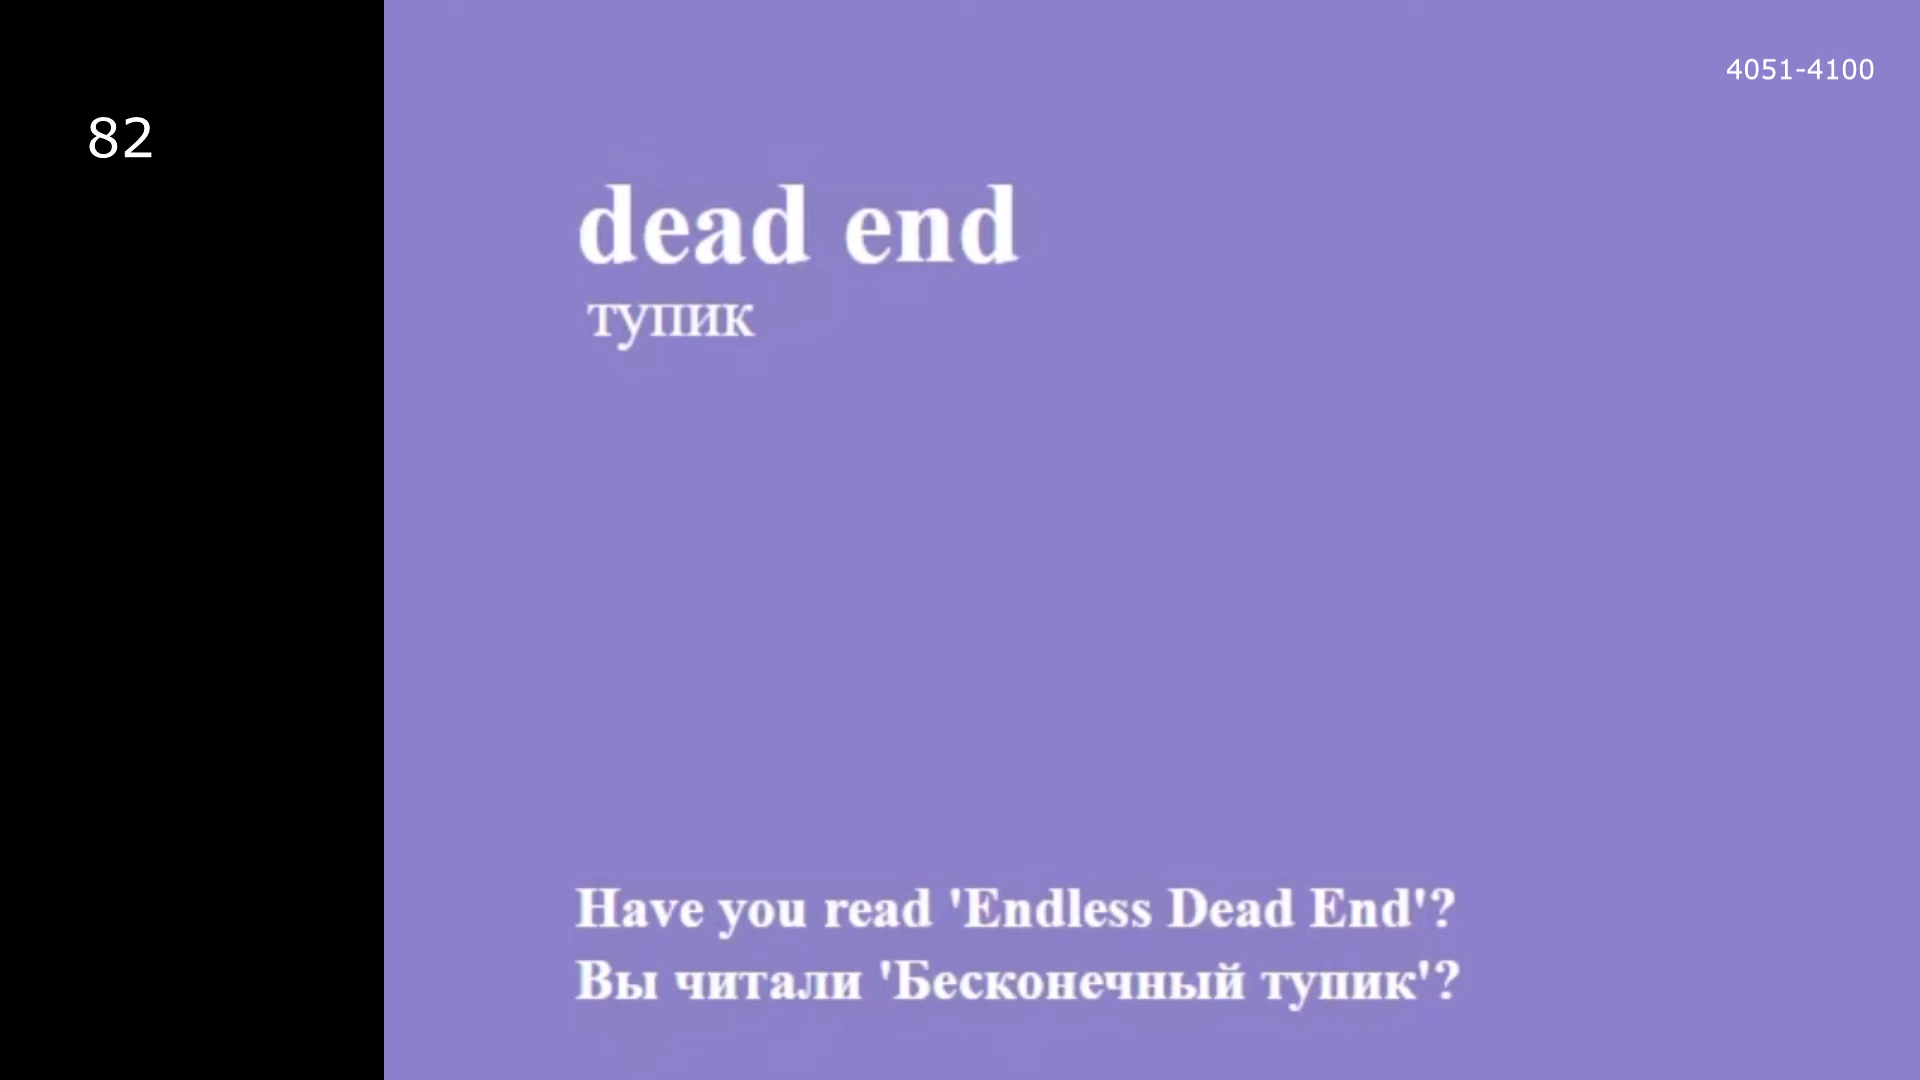 82
4051-4100
dead end
тупик
Have you read 'Endless Dead End'?
Вы читали 'Бесконечный тупик'?